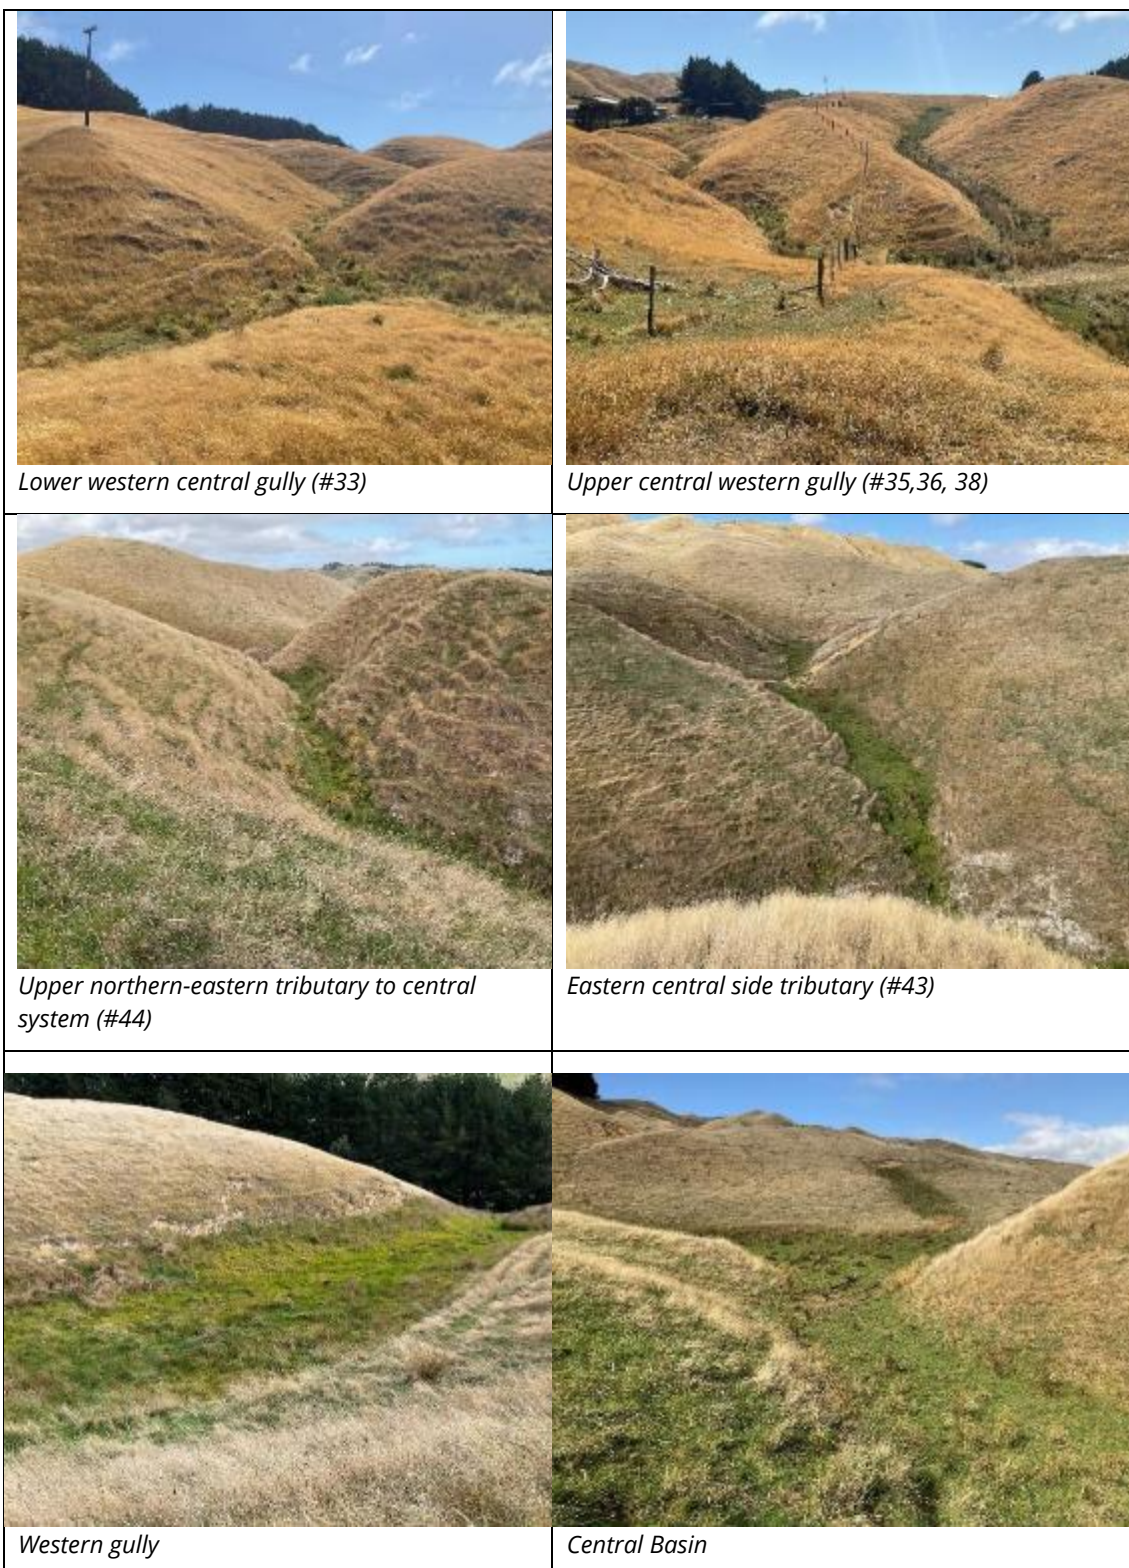 Lower western central gully (#33)
Upper central western gully (#35,36, 38)
Upper northern-eastern tributary to central
system (#44)
Eastern central side tributary (#43)
Western gully
Central Basin